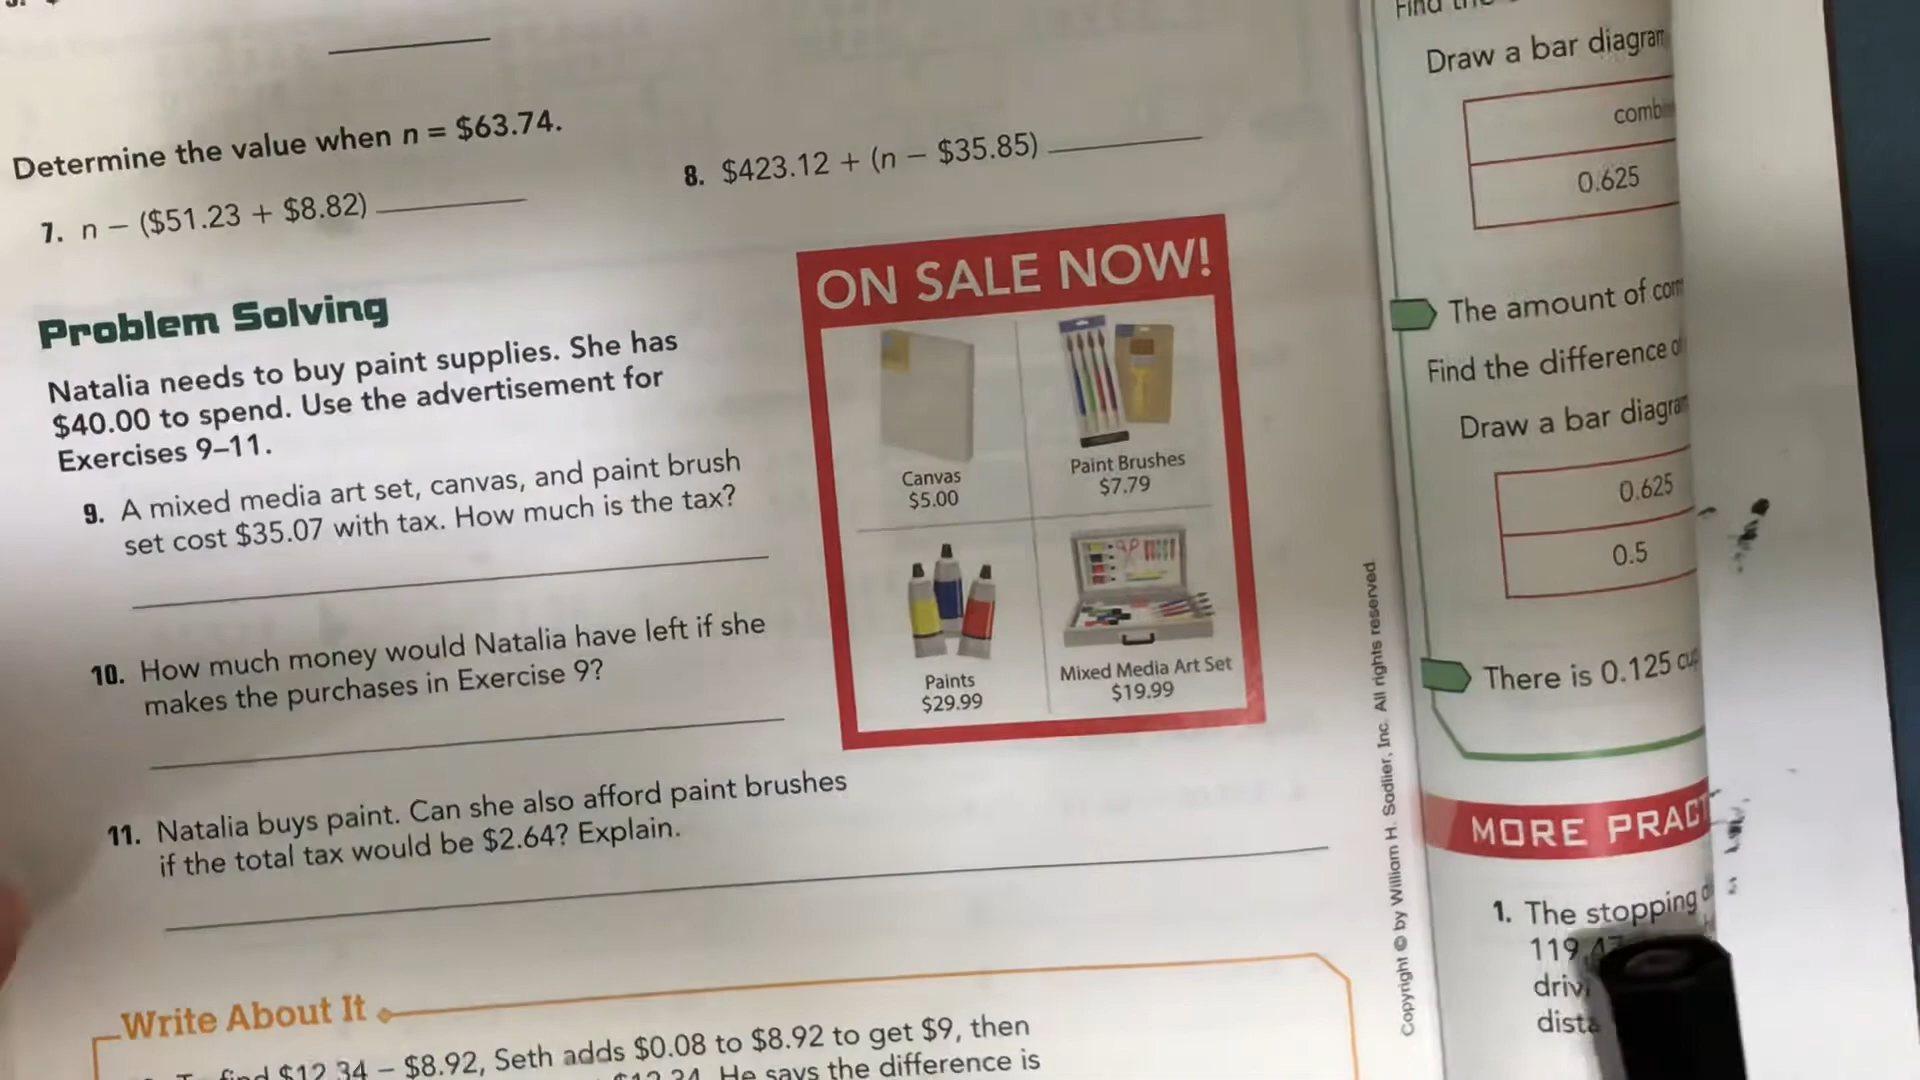 Determine the value when n = $63.74.
7. n – ($51.23 + $8.82)
8. $423.12 + (n – $35.85)
Problem Solving
Natalia needs to buy paint supplies. She has
$40.00 to spend. Use the advertisement for
Exercises 9–11.
9. A mixed media art set, canvas, and paint brush
set cost $35.07 with tax. How much is the tax?
10. How much money would Natalia have left if she
makes the purchases in Exercise 9?
11. Natalia buys paint. Can she also afford paint brushes
if the total tax would be $2.64? Explain.
ON SALE NOW!
Canvas
$5.00
Paint Brushes
$7.79
Paints
$29.99
Mixed Media Art Set
$19.99
Write About It
find $12.34 – $8.92, Seth adds $0.08 to $8.92 to get $9, then
He says the difference is
Copyright © by William H. Sadlier, Inc. All rights reserved
Draw a bar
0.625
The amount of
Find the difference
Draw a bar
0.625
0.5
There is 0.125
MORE
1. The stopping